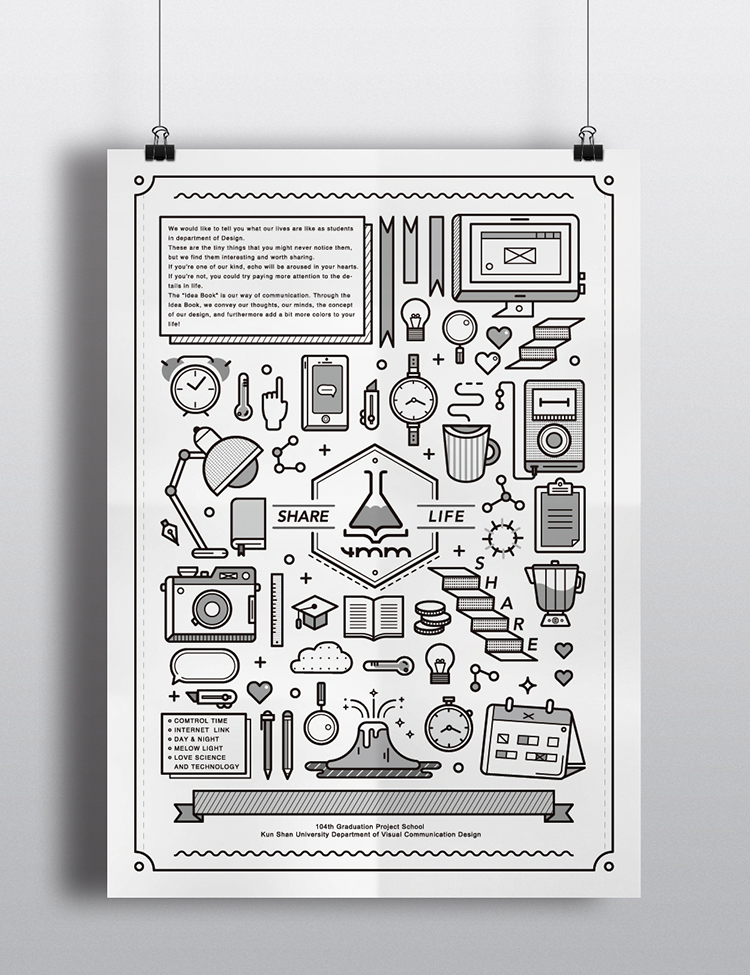 We would like to tell you what our lives are like as students
in department of Design.
These are the tiny things that you might never notice them,
but we find them interesting and worth sharing.
If you're one of our kind, echo will be aroused in your hearts.
If you're not, you could try paying more attention to the de-
tails in life.
The "Idea Book" is our way of communication. Through the
Idea Book, we convey our thoughts, our minds, the concept
of our design, and furthermore add a bit more colors to your
life!
SHARE
LIFE
4mm
SHARE
COMTROL TIME
INTERNET LINK
DAY & NIGHT
MELOW LIGHT
LOVE SCIENCE
AND TECHNOLOGY
104th Graduation Project School
Kun Shan University Department of Visual Communication Design